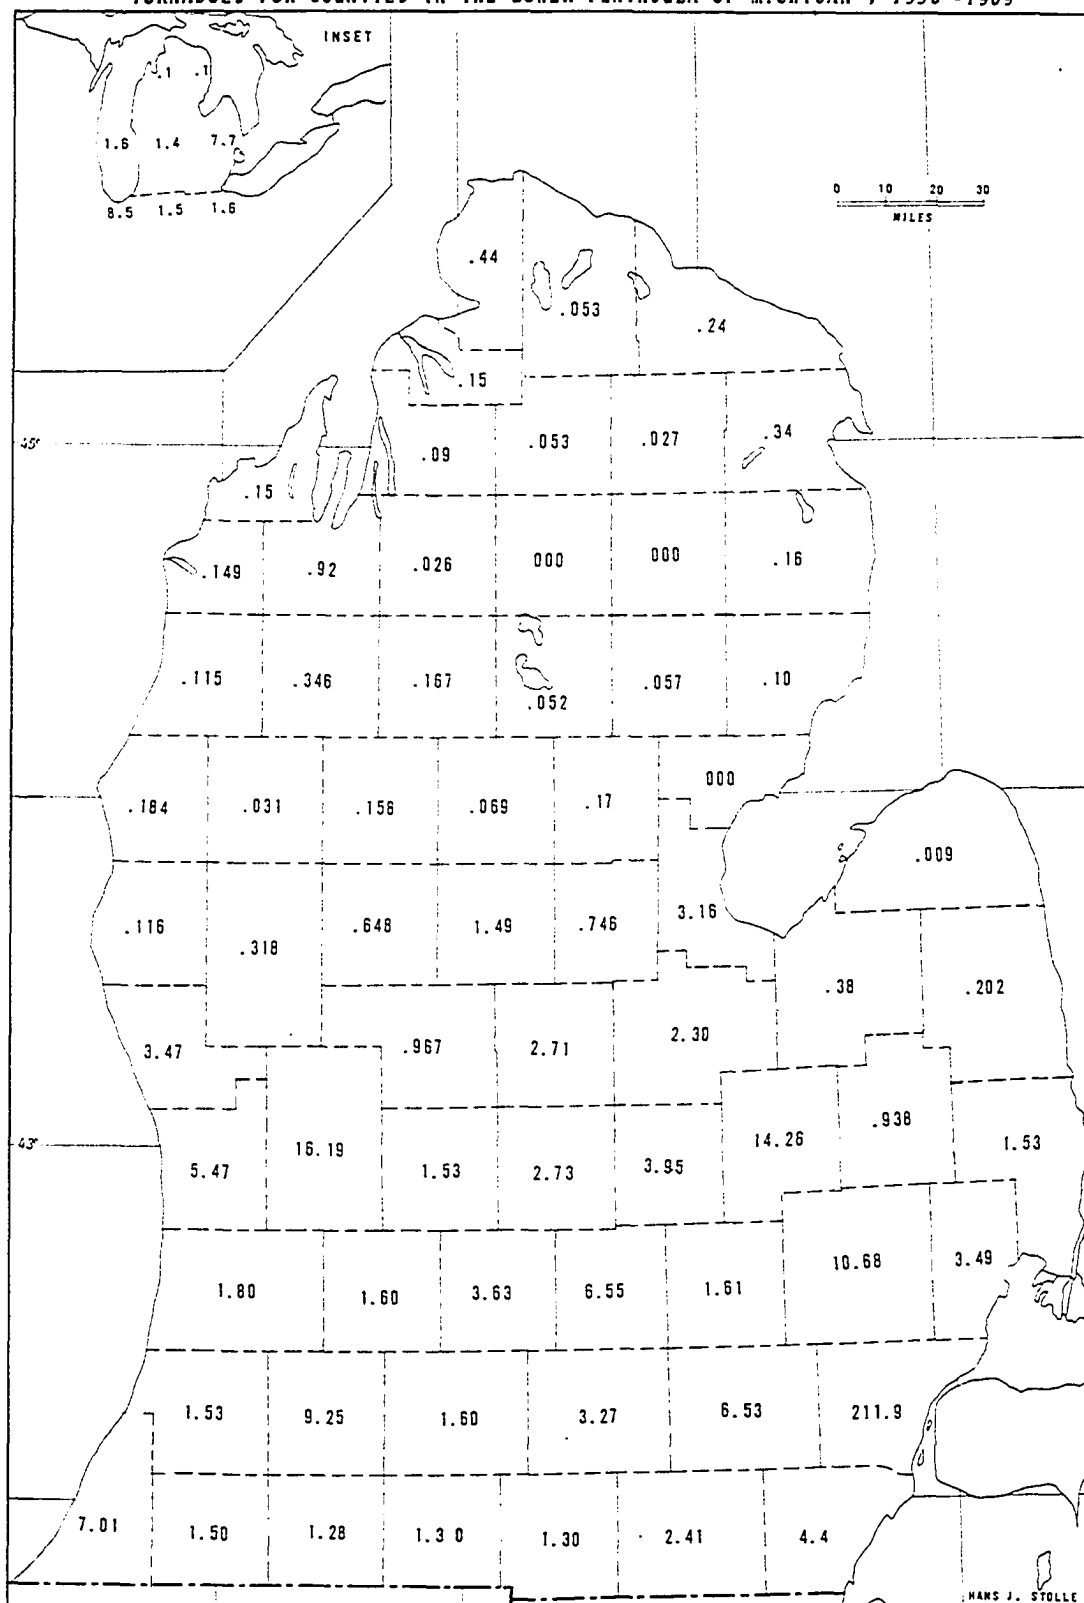 TORNADOES FOR COUNTIES IN THE LOWER PENINSULA OF MICHIGAN , 1950 -1969
INSET
.1 .1
1.6 1.4 7.7
8.5 1.5 1.6
0 10 20 30
MILES
.44
.053
.24
.15
45°
.09 .053 .027 .34
.15
.149 .92 .026 000 000 .16
.115 .346 .167 .052 .057 .10
000
.184 .031 .156 .069 .17
.009
.116 .318 .648 1.49 .746 3.16
.38 .202
3.47 .967 2.71 2.30
43°
5.47 16.19 1.53 2.73 3.95 14.26 .938 1.53
1.80 1.60 3.63 6.55 1.61 10.68 3.49
1.53 9.25 1.60 3.27 6.53 211.9
7.01 1.50 1.28 1.3 0 1.30 2.41 4.4
HANS J. STOLLE